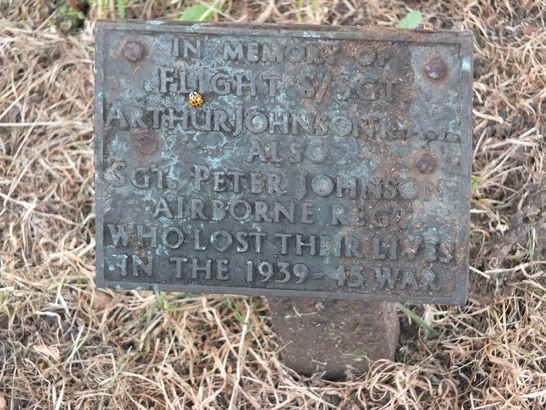 IN MEMORY OF
FLIGHT S/SGT.
ARTHUR JOHNSON R.A.F.
ALSO
SGT. PETER JOHNSON
AIRBORNE REG.
WHO LOST THEIR LIVES
IN THE 1939-45 WAR